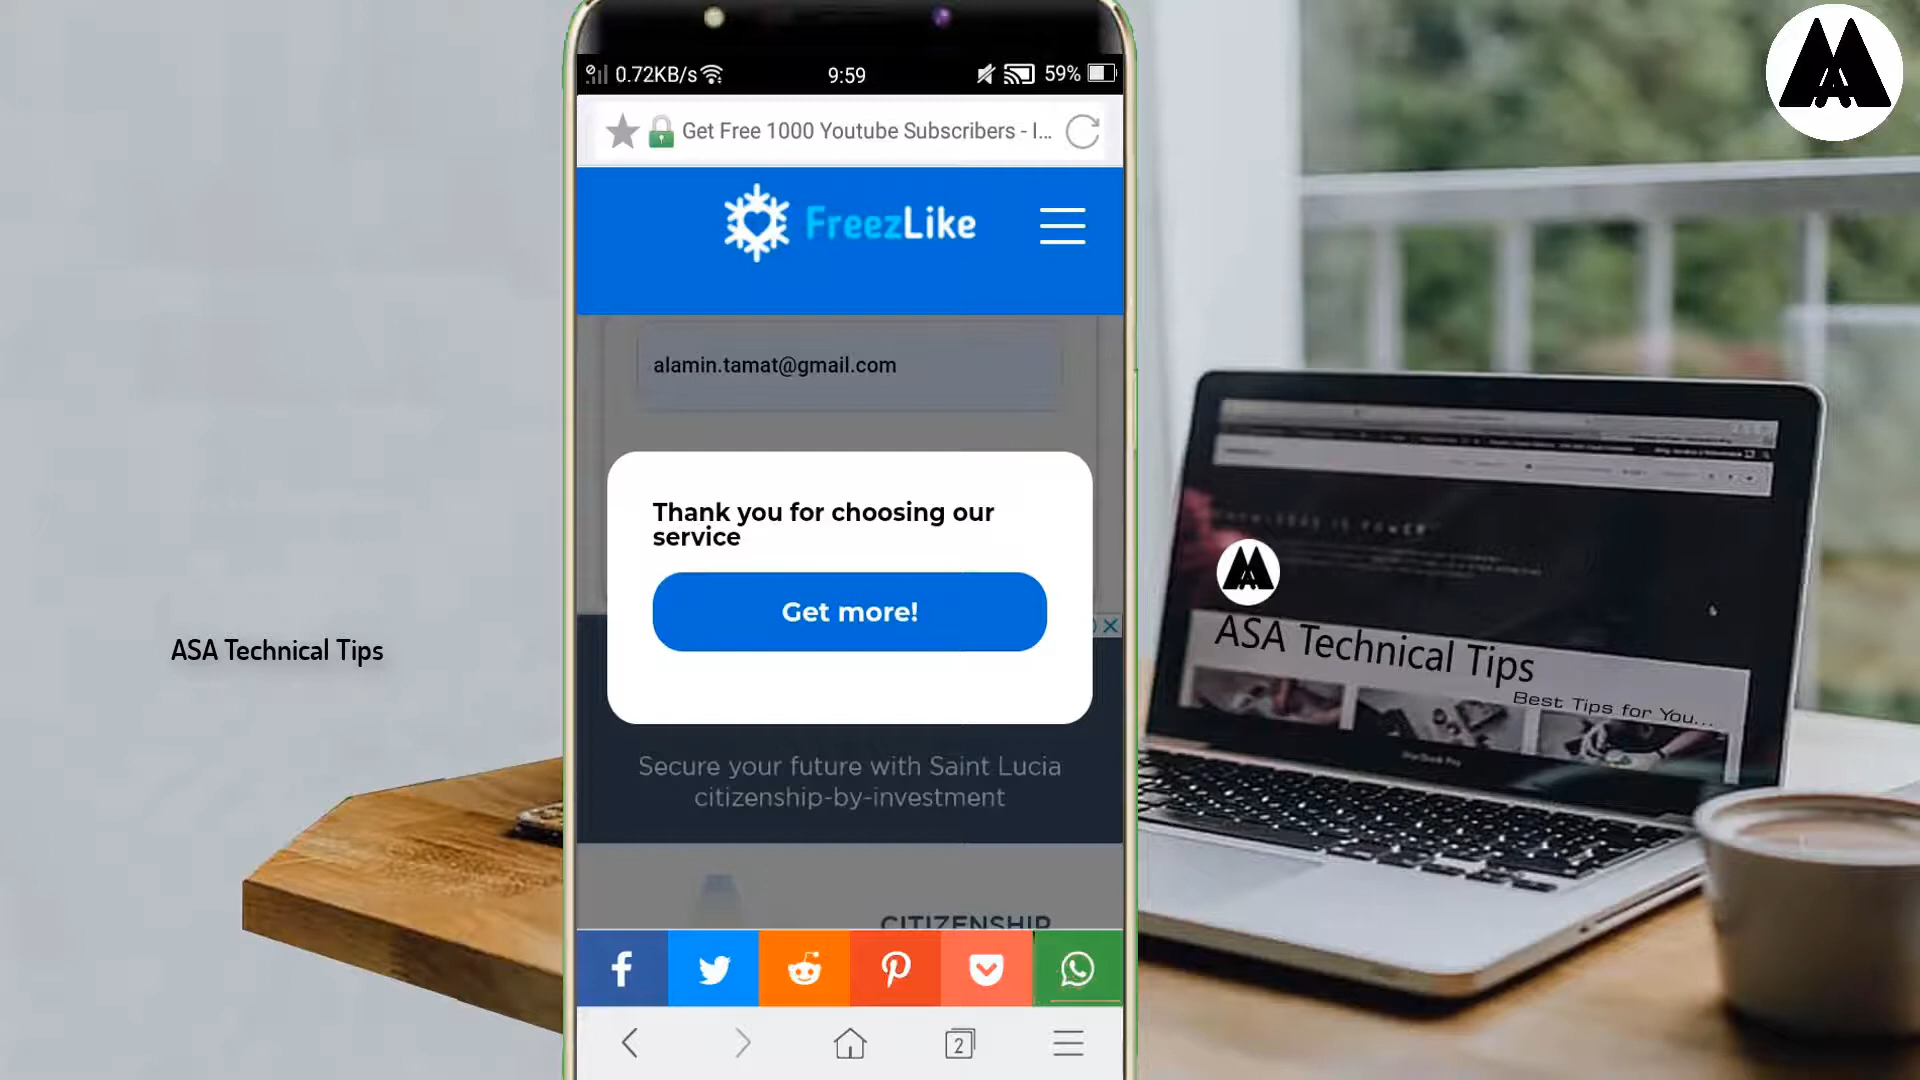 0.72KB/s
9:59
59%
Get Free 1000 Youtube Subscribers - I...
FreezLike
alamin.tamat@gmail.com
Thank you for choosing our
service
Get more!
Secure your future with Saint Lucia
citizenship-by-investment
CITIZENSHIP
2
ASA Technical Tips
ASA Technical Tips
Best Tips for You...